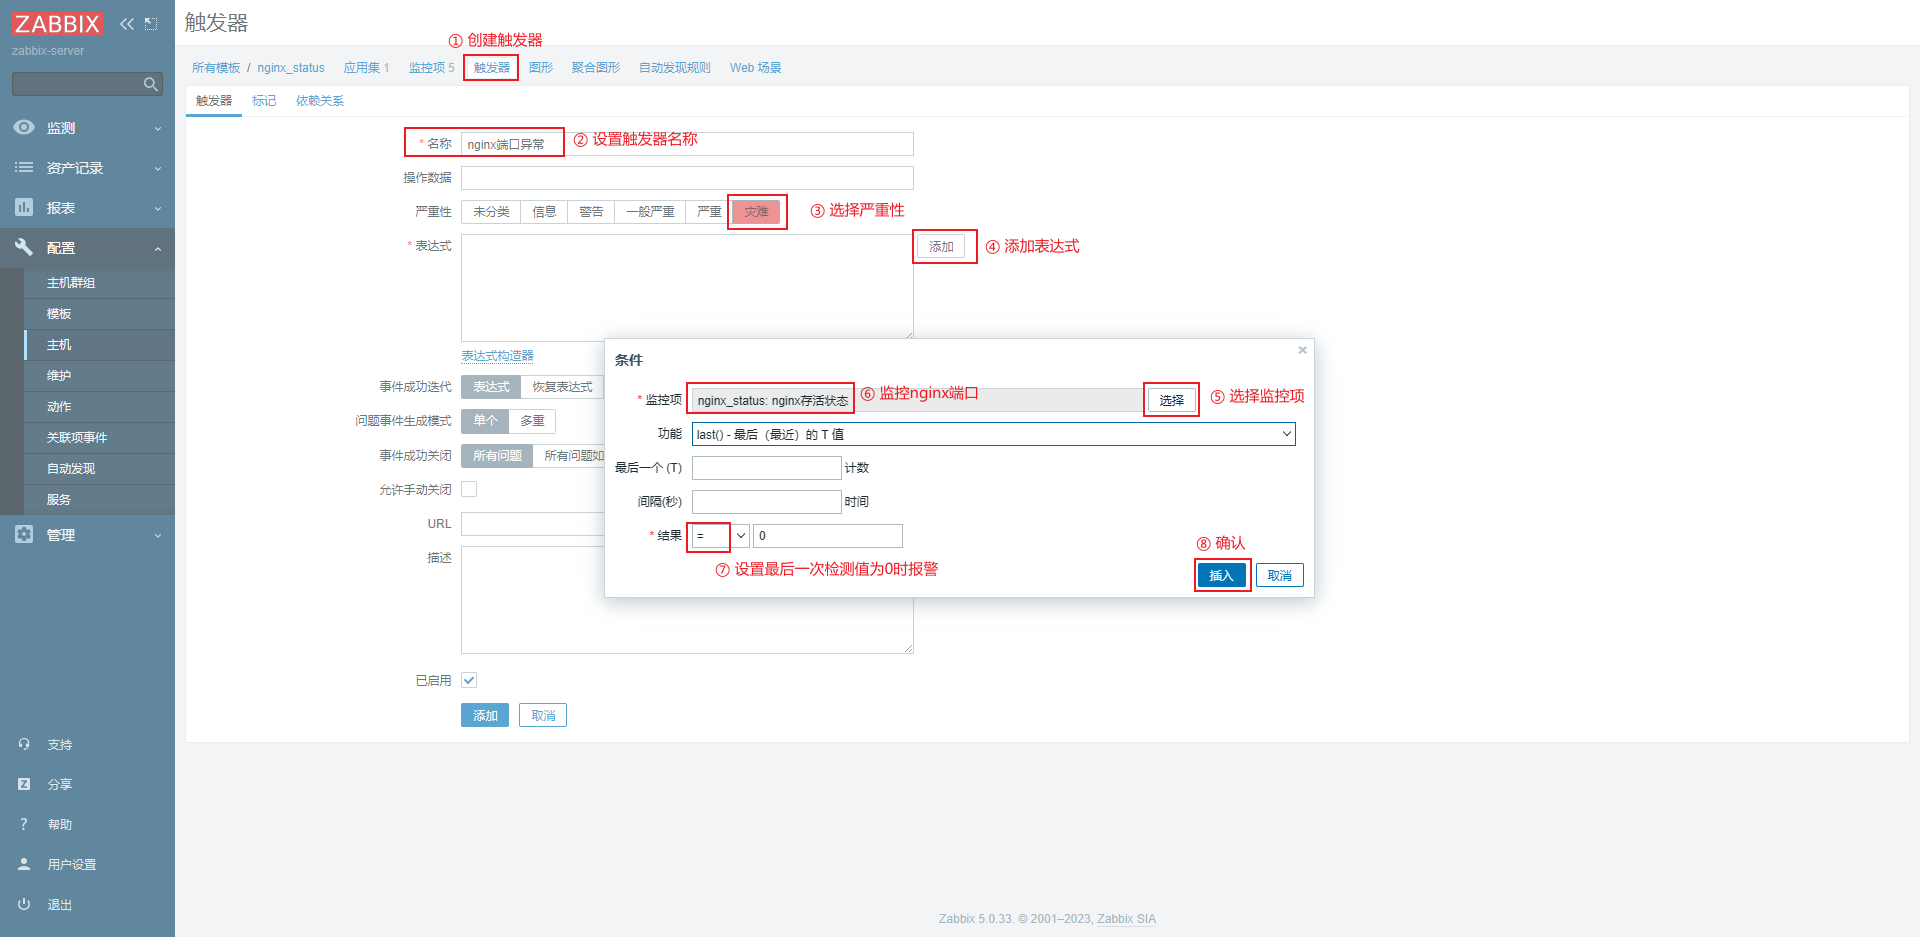 ZABBIX
zabbix-server
监测
资产记录
报表
配置
主机群组
模板
主机
维护
动作
关联项事件
自动发现
服务
管理
支持
分享
帮助
用户设置
退出
触发器
① 创建触发器
所有模板 / nginx_status 应用集 1 监控项 5 触发器 图形 聚合图形 自动发现规则 Web 场景
触发器 标记 依赖关系
* 名称 nginx端口异常 ② 设置触发器名称
操作数据
严重性 未分类 信息 警告 一般严重 严重 灾难 ③ 选择严重性
* 表达式 添加 ④ 添加表达式
表达式构造器
事件成功迭代 表达式 恢复表达式
问题事件生成模式 单个 多重
事件成功关闭 所有问题 所有问题如
允许手动关闭
URL
描述
已启用
添加 取消
条件
* 监控项 nginx_status: nginx存活状态 ⑥ 监控nginx端口 选择 ⑤ 选择监控项
功能 last() - 最后（最近）的 T 值
最后一个 (T) 计数
间隔(秒) 时间
* 结果 = 0
⑦ 设置最后一次检测值为0时报警
⑧ 确认
插入 取消
Zabbix 5.0.33. © 2001–2023, Zabbix SIA